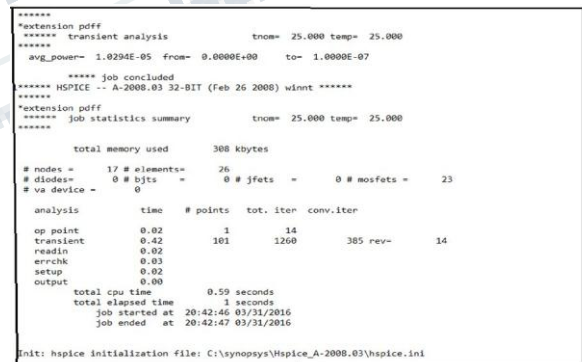 ******
*extension pdff
****** transient analysis tnom= 25.000 temp= 25.000
******
avg_power= 1.0294E-05 from= 0.0000E+00 to= 1.0000E-07
***** job concluded
****** HSPICE -- A-2008.03 32-BIT (Feb 26 2008) winnt ******
******
*extension pdff
****** job statistics summary tnom= 25.000 temp= 25.000
******
total memory used 308 kbytes
# nodes = 17 # elements= 26
# diodes= 0 # bjts = 0 # jfets = 0 # mosfets = 23
# va device = 0
analysis time # points tot. iter conv.iter
op point 0.02 1 14
transient 0.42 101 1260 385 rev= 14
readin 0.02
errchk 0.03
setup 0.02
output 0.00
total cpu time 0.59 seconds
total elapsed time 1 seconds
job started at 20:42:46 03/31/2016
job ended at 20:42:47 03/31/2016
Init: hspice initialization file: C:\synopsys\Hspice_A-2008.03\hspice.ini